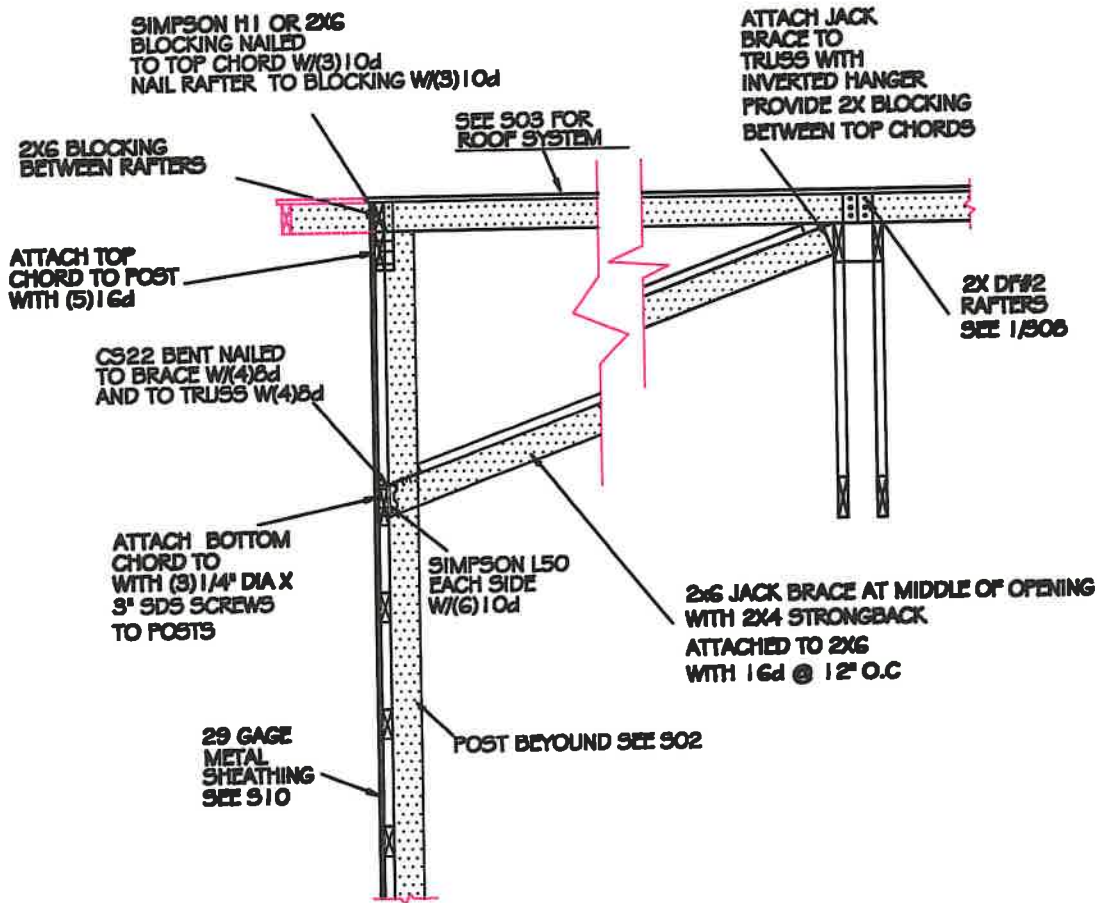 SIMPSON H1 OR 2X6
BLOCKING NAILED
TO TOP CHORD W/(3)10d
NAIL RAFTER TO BLOCKING W/(3)10d
ATTACH JACK
BRACE TO
TRUSS WITH
INVERTED HANGER
PROVIDE 2X BLOCKING
BETWEEN TOP CHORDS
SEE S03 FOR
ROOF SYSTEM
2X6 BLOCKING
BETWEEN RAFTERS
ATTACH TOP
CHORD TO POST
WITH (5)16d
2X DF#2
RAFTERS
SEE 1/S08
CS22 BENT NAILED
TO BRACE W/(4)8d
AND TO TRUSS W(4)8d
ATTACH BOTTOM
CHORD TO
WITH (3)1/4" DIA X
3" SDS SCREWS
TO POSTS
SIMPSON L50
EACH SIDE
W/(6)10d
2x6 JACK BRACE AT MIDDLE OF OPENING
WITH 2X4 STRONGBACK
ATTACHED TO 2X6
WITH 16d @ 12" O.C
29 GAGE
METAL
SHEATHING
SEE S10
POST BEYOUND SEE S02